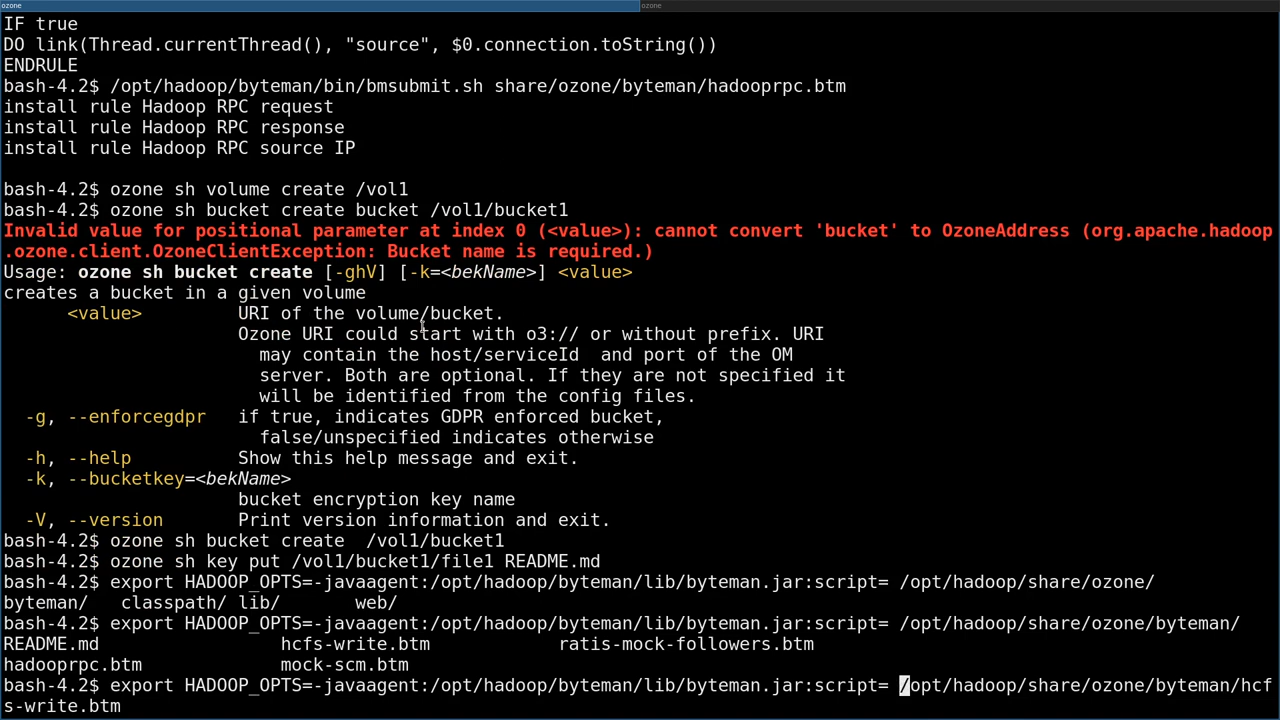 ozone ozone
IF true
DO link(Thread.currentThread(), "source", $0.connection.toString())
ENDRULE
bash-4.2$ /opt/hadoop/byteman/bin/bmsubmit.sh share/ozone/byteman/hadooprpc.btm
install rule Hadoop RPC request
install rule Hadoop RPC response
install rule Hadoop RPC source IP
bash-4.2$ ozone sh volume create /vol1
bash-4.2$ ozone sh bucket create bucket /vol1/bucket1
Invalid value for positional parameter at index 0 (<value>): cannot convert 'bucket' to OzoneAddress (org.apache.hadoop
.ozone.client.OzoneClientException: Bucket name is required.)
Usage: ozone sh bucket create [-ghV] [-k=<bekName>] <value>
creates a bucket in a given volume
<value> URI of the volume/bucket.
Ozone URI could start with o3:// or without prefix. URI
may contain the host/serviceId  and port of the OM
server. Both are optional. If they are not specified it
will be identified from the config files.
-g, --enforcegdpr if true, indicates GDPR enforced bucket,
false/unspecified indicates otherwise
-h, --help Show this help message and exit.
-k, --bucketkey=<bekName>
bucket encryption key name
-V, --version Print version information and exit.
bash-4.2$ ozone sh bucket create  /vol1/bucket1
bash-4.2$ ozone sh key put /vol1/bucket1/file1 README.md
bash-4.2$ export HADOOP_OPTS=-javaagent:/opt/hadoop/byteman/lib/byteman.jar:script= /opt/hadoop/share/ozone/
byteman/ classpath/ lib/ web/
bash-4.2$ export HADOOP_OPTS=-javaagent:/opt/hadoop/byteman/lib/byteman.jar:script= /opt/hadoop/share/ozone/byteman/
README.md hcfs-write.btm ratis-mock-followers.btm
hadooprpc.btm mock-scm.btm
bash-4.2$ export HADOOP_OPTS=-javaagent:/opt/hadoop/byteman/lib/byteman.jar:script= /opt/hadoop/share/ozone/byteman/hcf
s-write.btm